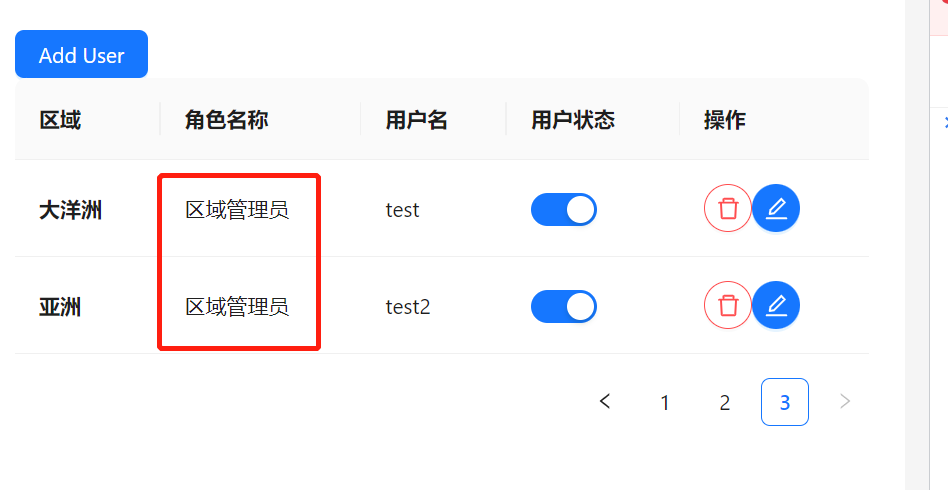 Add User
区域 角色名称 用户名 用户状态 操作
大洋洲 区域管理员 test
亚洲 区域管理员 test2
1 2 3